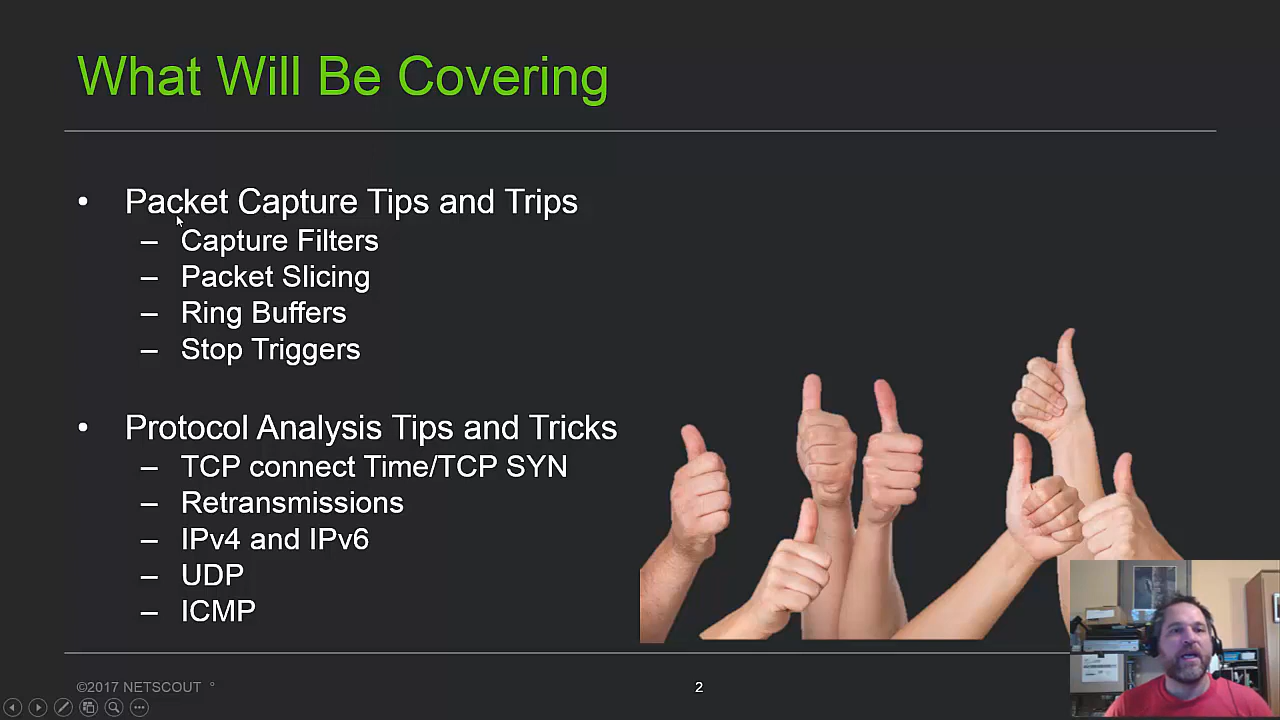 What Will Be Covering
• Packet Capture Tips and Trips
– Capture Filters
– Packet Slicing
– Ring Buffers
– Stop Triggers
• Protocol Analysis Tips and Tricks
– TCP connect Time/TCP SYN
– Retransmissions
– IPv4 and IPv6
– UDP
– ICMP
©2017 NETSCOUT °
2